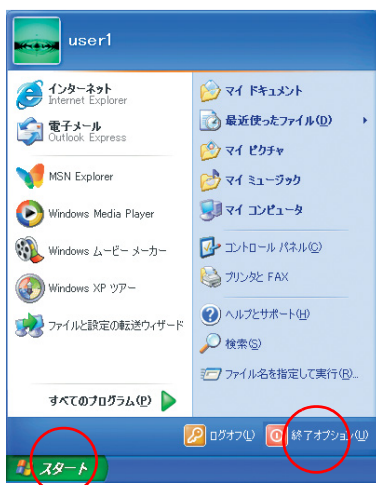 user1
インターネット
Internet Explorer
電子メール
Outlook Express
MSN Explorer
Windows Media Player
Windows ムービー メーカー
Windows XP ツアー
ファイルと設定の転送ウィザード
すべてのプログラム(P)
マイ ドキュメント
最近使ったファイル(D)
マイ ピクチャ
マイ ミュージック
マイ コンピュータ
コントロール パネル(C)
プリンタと FAX
ヘルプとサポート(H)
検索(S)
ファイル名を指定して実行(R)...
ログオフ(L)
終了オプション(U)
スタート